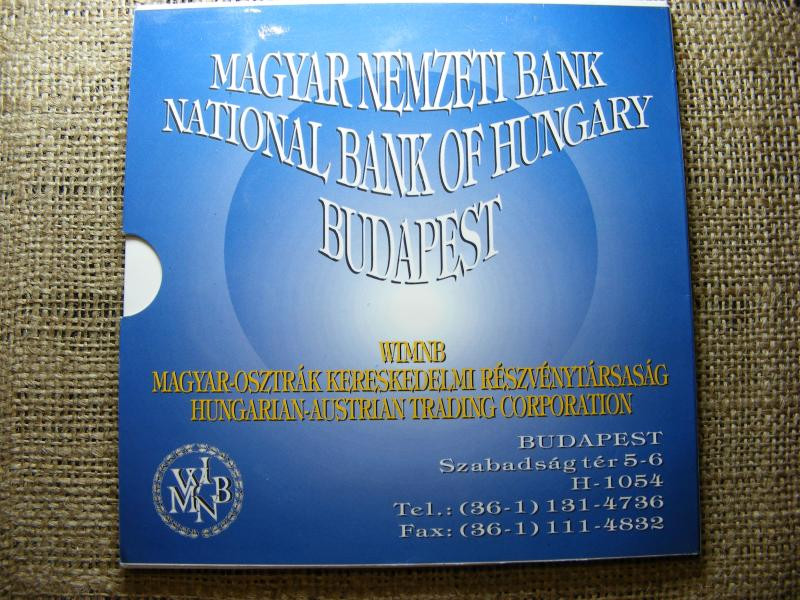 MAGYAR NEMZETI BANK
NATIONAL BANK OF HUNGARY
BUDAPEST
WIMNB
MAGYAR-OSZTRÁK KERESKEDELMI RÉSZVÉNYTÁRSASÁG
HUNGARIAN-AUSTRIAN TRADING CORPORATION
BUDAPEST
Szabadság tér 5-6
H-1054
Tel.: (36-1) 131-4736
Fax: (36-1) 111-4832
WIMNB